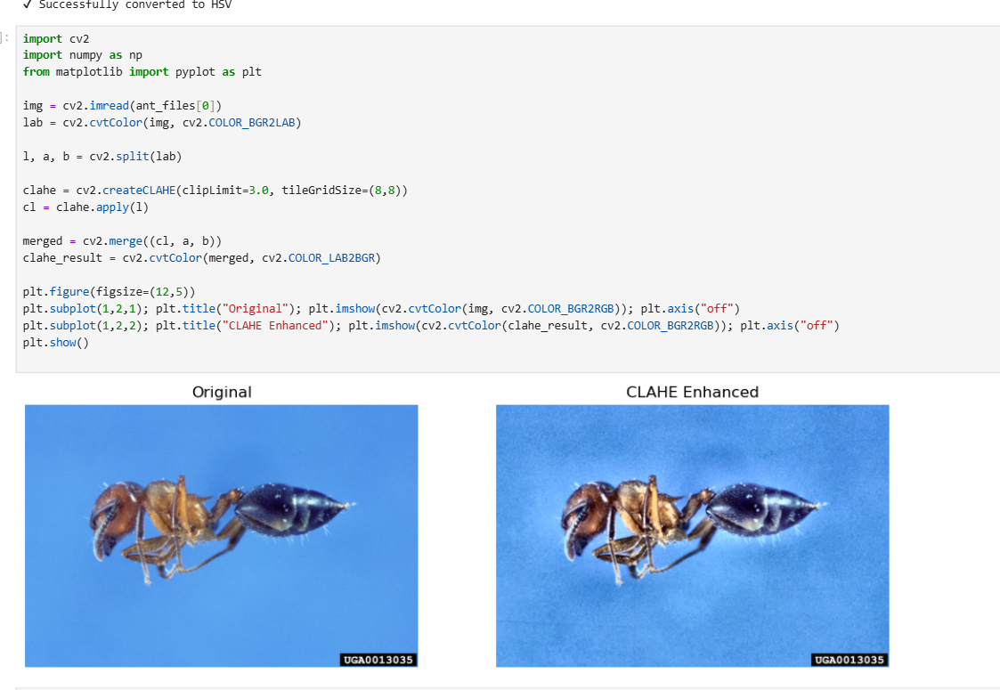 ✓ Successfully converted to HSV
]:
import cv2
import numpy as np
from matplotlib import pyplot as plt
img = cv2.imread(ant_files[0])
lab = cv2.cvtColor(img, cv2.COLOR_BGR2LAB)
l, a, b = cv2.split(lab)
clahe = cv2.createCLAHE(clipLimit=3.0, tileGridSize=(8,8))
cl = clahe.apply(l)
merged = cv2.merge((cl, a, b))
clahe_result = cv2.cvtColor(merged, cv2.COLOR_LAB2BGR)
plt.figure(figsize=(12,5))
plt.subplot(1,2,1); plt.title("Original"); plt.imshow(cv2.cvtColor(img, cv2.COLOR_BGR2RGB)); plt.axis("off")
plt.subplot(1,2,2); plt.title("CLAHE Enhanced"); plt.imshow(cv2.cvtColor(clahe_result, cv2.COLOR_BGR2RGB)); plt.axis("off")
plt.show()
Original
CLAHE Enhanced
UGA0013035
UGA0013035